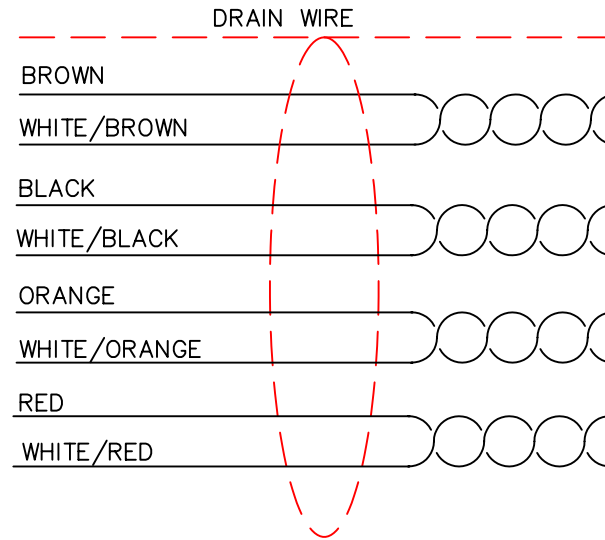 DRAIN WIRE
BROWN
WHITE/BROWN
BLACK
WHITE/BLACK
ORANGE
WHITE/ORANGE
RED
WHITE/RED